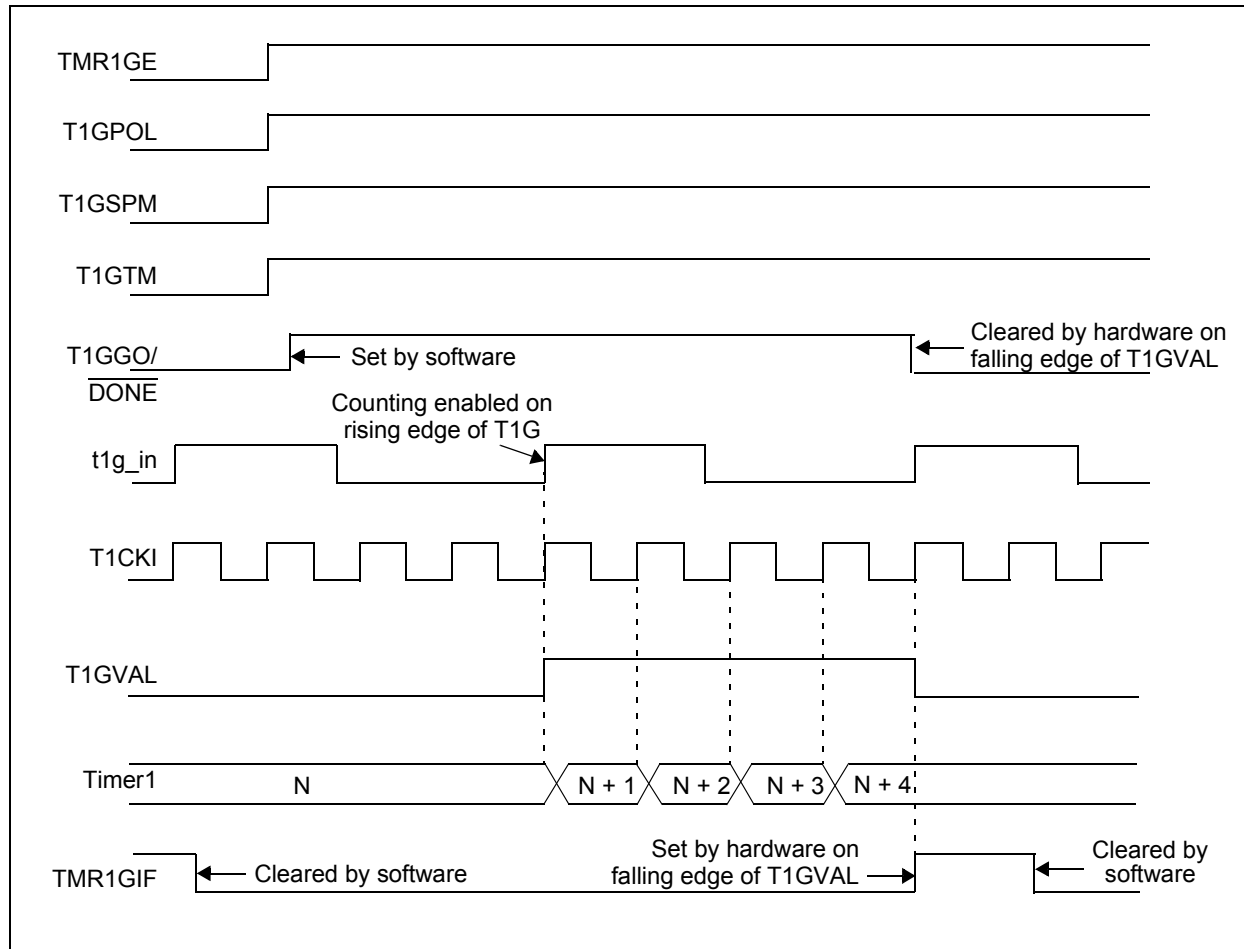 TMR1GE
T1GPOL
T1GSPM
T1GTM
T1GGO/
DONE
Set by software
Cleared by hardware on
falling edge of T1GVAL
Counting enabled on
rising edge of T1G
t1g_in
T1CKI
T1GVAL
Timer1
N
N + 1
N + 2
N + 3
N + 4
TMR1GIF
Cleared by software
Set by hardware on
falling edge of T1GVAL
Cleared by
software